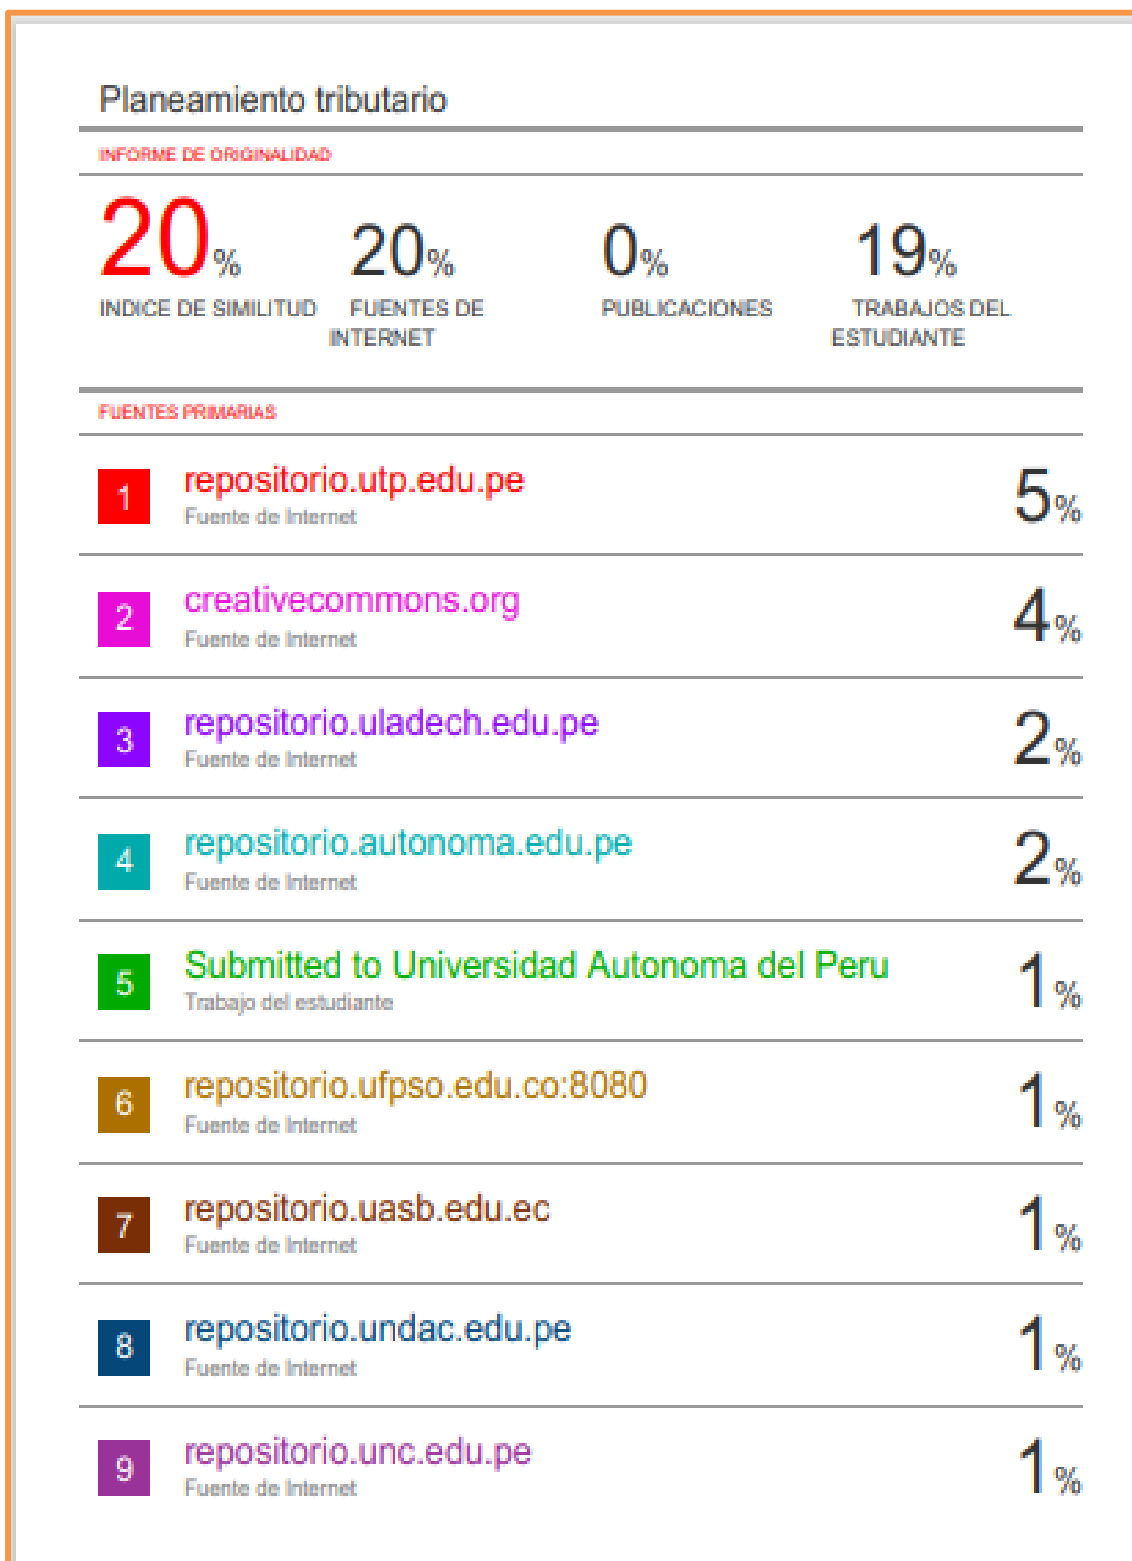 Planeamiento tributario
INFORME DE ORIGINALIDAD
20% 20% 0% 19%
INDICE DE SIMILITUD FUENTES DE PUBLICACIONES TRABAJOS DEL
INTERNET ESTUDIANTE
FUENTES PRIMARIAS
1 repositorio.utp.edu.pe 5%
Fuente de Internet
2 creativecommons.org 4%
Fuente de Internet
3 repositorio.uladech.edu.pe 2%
Fuente de Internet
4 repositorio.autonoma.edu.pe 2%
Fuente de Internet
5 Submitted to Universidad Autonoma del Peru 1%
Trabajo del estudiante
6 repositorio.ufpso.edu.co:8080 1%
Fuente de Internet
7 repositorio.uasb.edu.ec 1%
Fuente de Internet
8 repositorio.undac.edu.pe 1%
Fuente de Internet
9 repositorio.unc.edu.pe 1%
Fuente de Internet